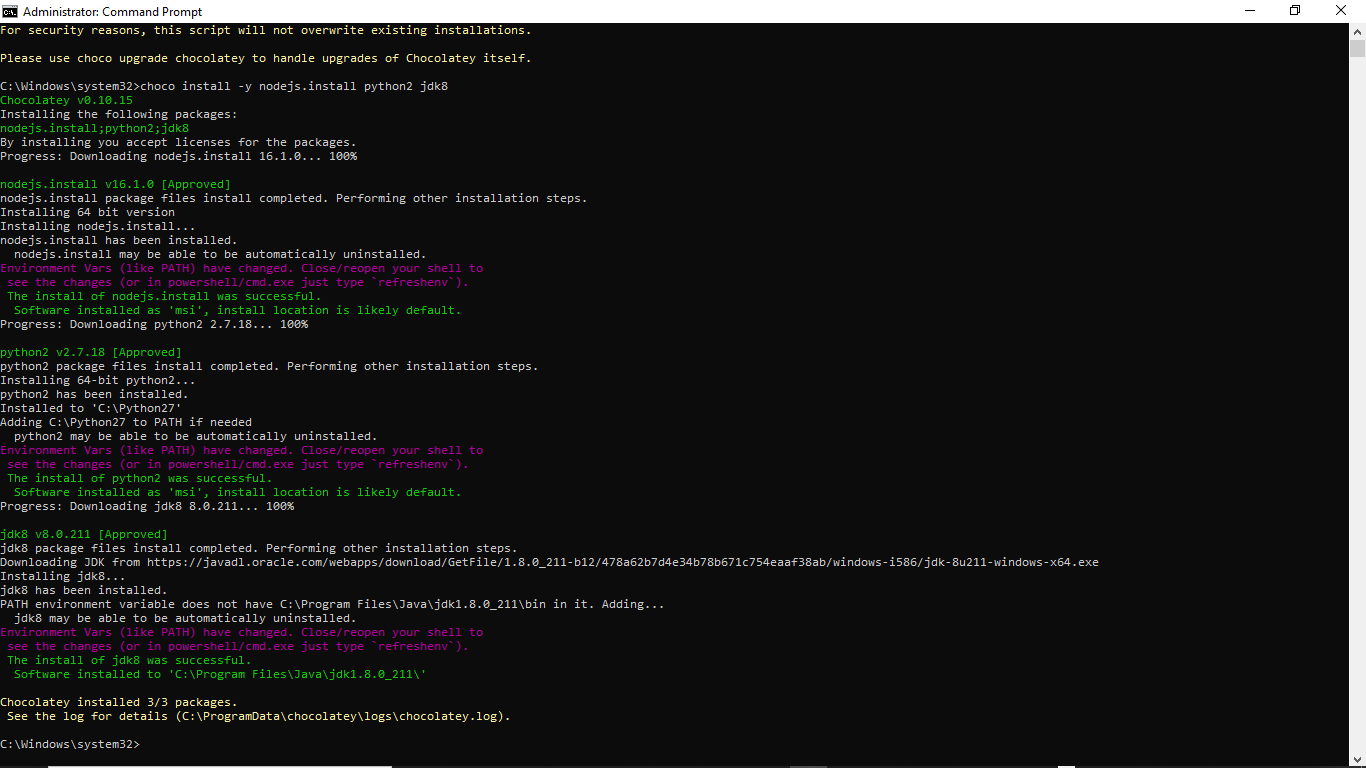 Administrator: Command Prompt
For security reasons, this script will not overwrite existing installations.
Please use choco upgrade chocolatey to handle upgrades of Chocolatey itself.
C:\Windows\system32>choco install -y nodejs.install python2 jdk8
Chocolatey v0.10.15
Installing the following packages:
nodejs.install;python2;jdk8
By installing you accept licenses for the packages.
Progress: Downloading nodejs.install 16.1.0... 100%
nodejs.install v16.1.0 [Approved]
nodejs.install package files install completed. Performing other installation steps.
Installing 64 bit version
Installing nodejs.install...
nodejs.install has been installed.
  nodejs.install may be able to be automatically uninstalled.
Environment Vars (like PATH) have changed. Close/reopen your shell to
 see the changes (or in powershell/cmd.exe just type `refreshenv`).
 The install of nodejs.install was successful.
  Software installed as 'msi', install location is likely default.
Progress: Downloading python2 2.7.18... 100%
python2 v2.7.18 [Approved]
python2 package files install completed. Performing other installation steps.
Installing 64-bit python2...
python2 has been installed.
Installed to 'C:\Python27'
Adding C:\Python27 to PATH if needed
  python2 may be able to be automatically uninstalled.
Environment Vars (like PATH) have changed. Close/reopen your shell to
 see the changes (or in powershell/cmd.exe just type `refreshenv`).
 The install of python2 was successful.
  Software installed as 'msi', install location is likely default.
Progress: Downloading jdk8 8.0.211... 100%
jdk8 v8.0.211 [Approved]
jdk8 package files install completed. Performing other installation steps.
Downloading JDK from https://javadl.oracle.com/webapps/download/GetFile/1.8.0_211-b12/478a62b7d4e34b78b671c754eaaf38ab/windows-i586/jdk-8u211-windows-x64.exe
Installing jdk8...
jdk8 has been installed.
PATH environment variable does not have C:\Program Files\Java\jdk1.8.0_211\bin in it. Adding...
  jdk8 may be able to be automatically uninstalled.
Environment Vars (like PATH) have changed. Close/reopen your shell to
 see the changes (or in powershell/cmd.exe just type `refreshenv`).
 The install of jdk8 was successful.
  Software installed to 'C:\Program Files\Java\jdk1.8.0_211\'
Chocolatey installed 3/3 packages.
 See the log for details (C:\ProgramData\chocolatey\logs\chocolatey.log).
C:\Windows\system32>